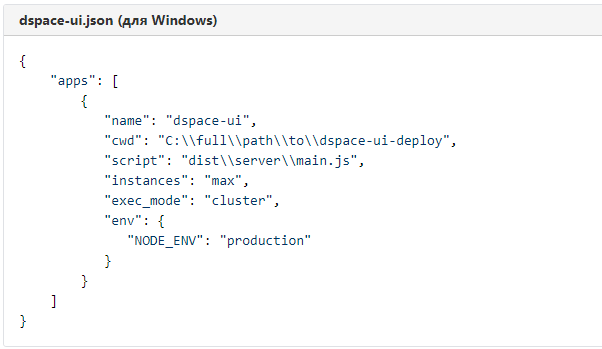 dspace-ui.json (для Windows)
{
    "apps": [
        {
           "name": "dspace-ui",
           "cwd": "C:\\full\\path\\to\\dspace-ui-deploy",
           "script": "dist\\server\\main.js",
           "instances": "max",
           "exec_mode": "cluster",
           "env": {
              "NODE_ENV": "production"
           }
        }
    ]
}